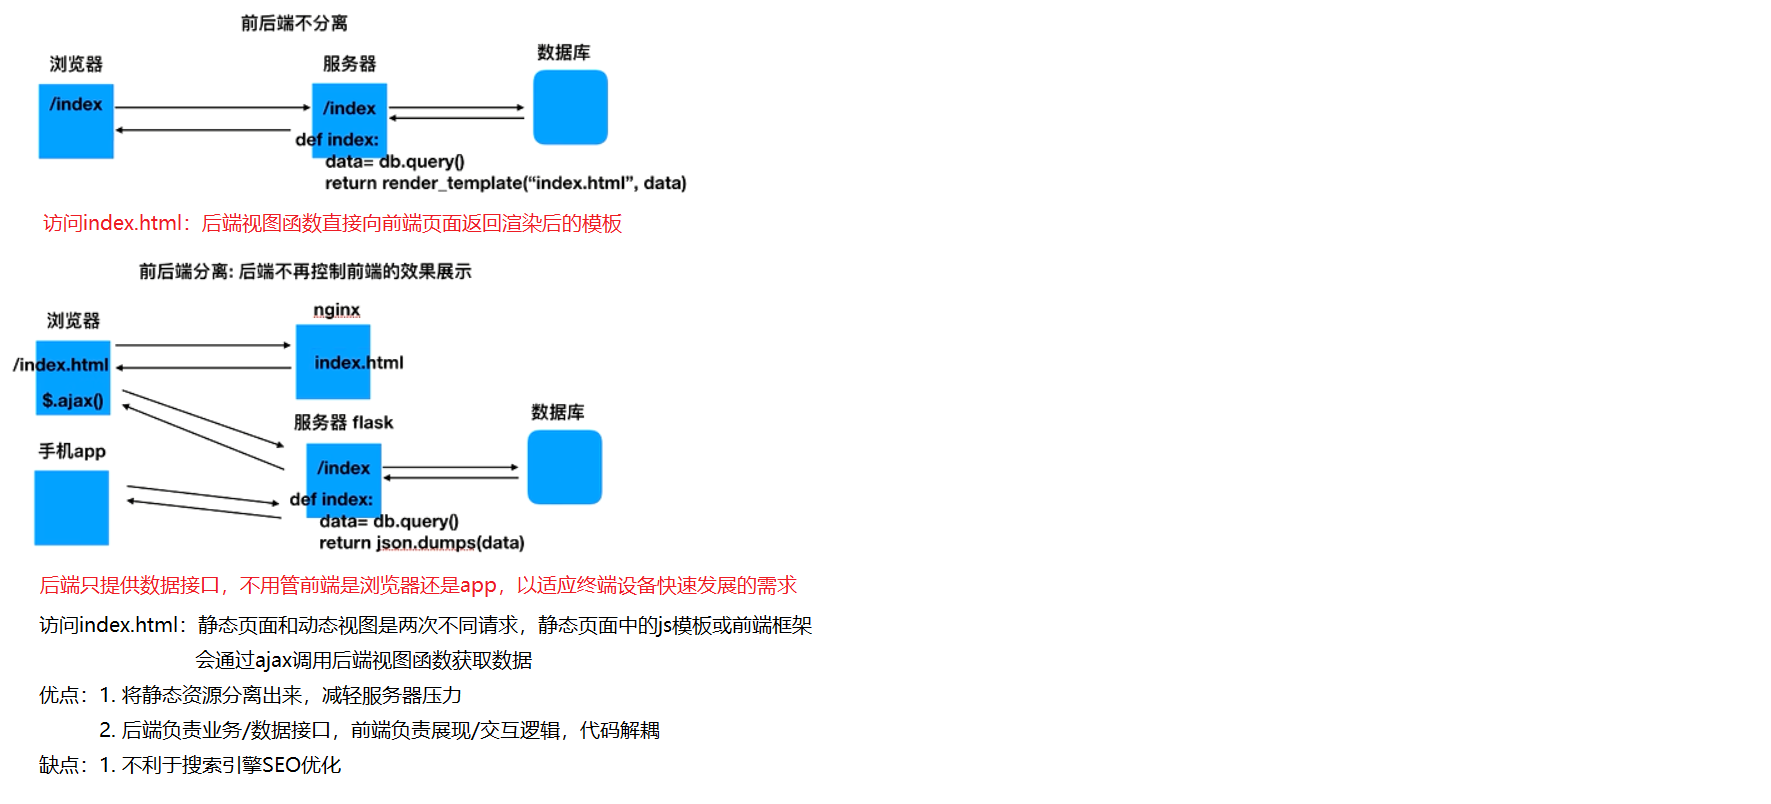 前后端不分离
浏览器
服务器
数据库
/index
/index
def index:
data= db.query()
return render_template(“index.html”, data)
访问index.html：后端视图函数直接向前端页面返回渲染后的模板
前后端分离: 后端不再控制前端的效果展示
浏览器
nginx
/index.html
index.html
$.ajax()
服务器 flask
数据库
手机app
/index
def index:
data= db.query()
return json.dumps(data)
后端只提供数据接口，不用管前端是浏览器还是app，以适应终端设备快速发展的需求
访问index.html：静态页面和动态视图是两次不同请求，静态页面中的js模板或前端框架
会通过ajax调用后端视图函数获取数据
优点：1. 将静态资源分离出来，减轻服务器压力
2. 后端负责业务/数据接口，前端负责展现/交互逻辑，代码解耦
缺点：1. 不利于搜索引擎SEO优化